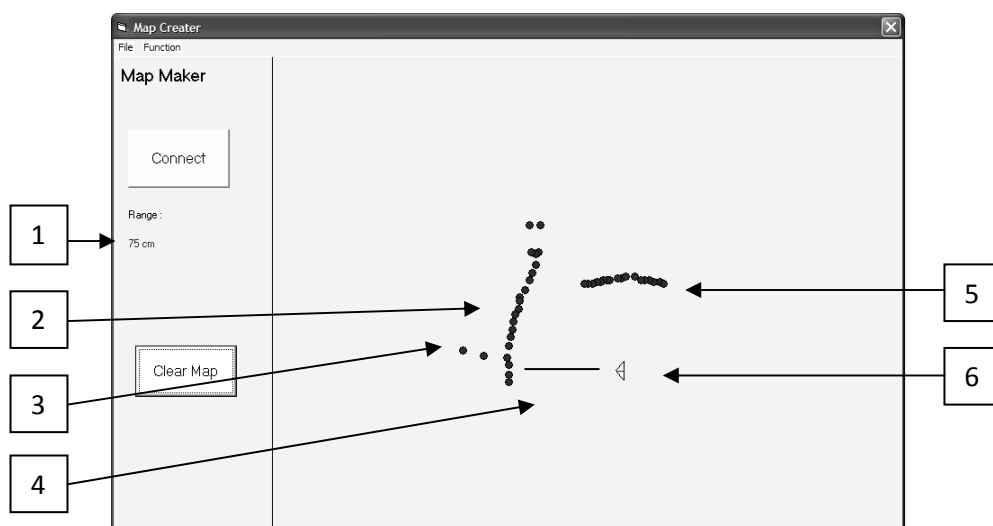 Map Creater
File Function
Map Maker
Connect
Range :
75 cm
Clear Map
1
2
3
4
5
6